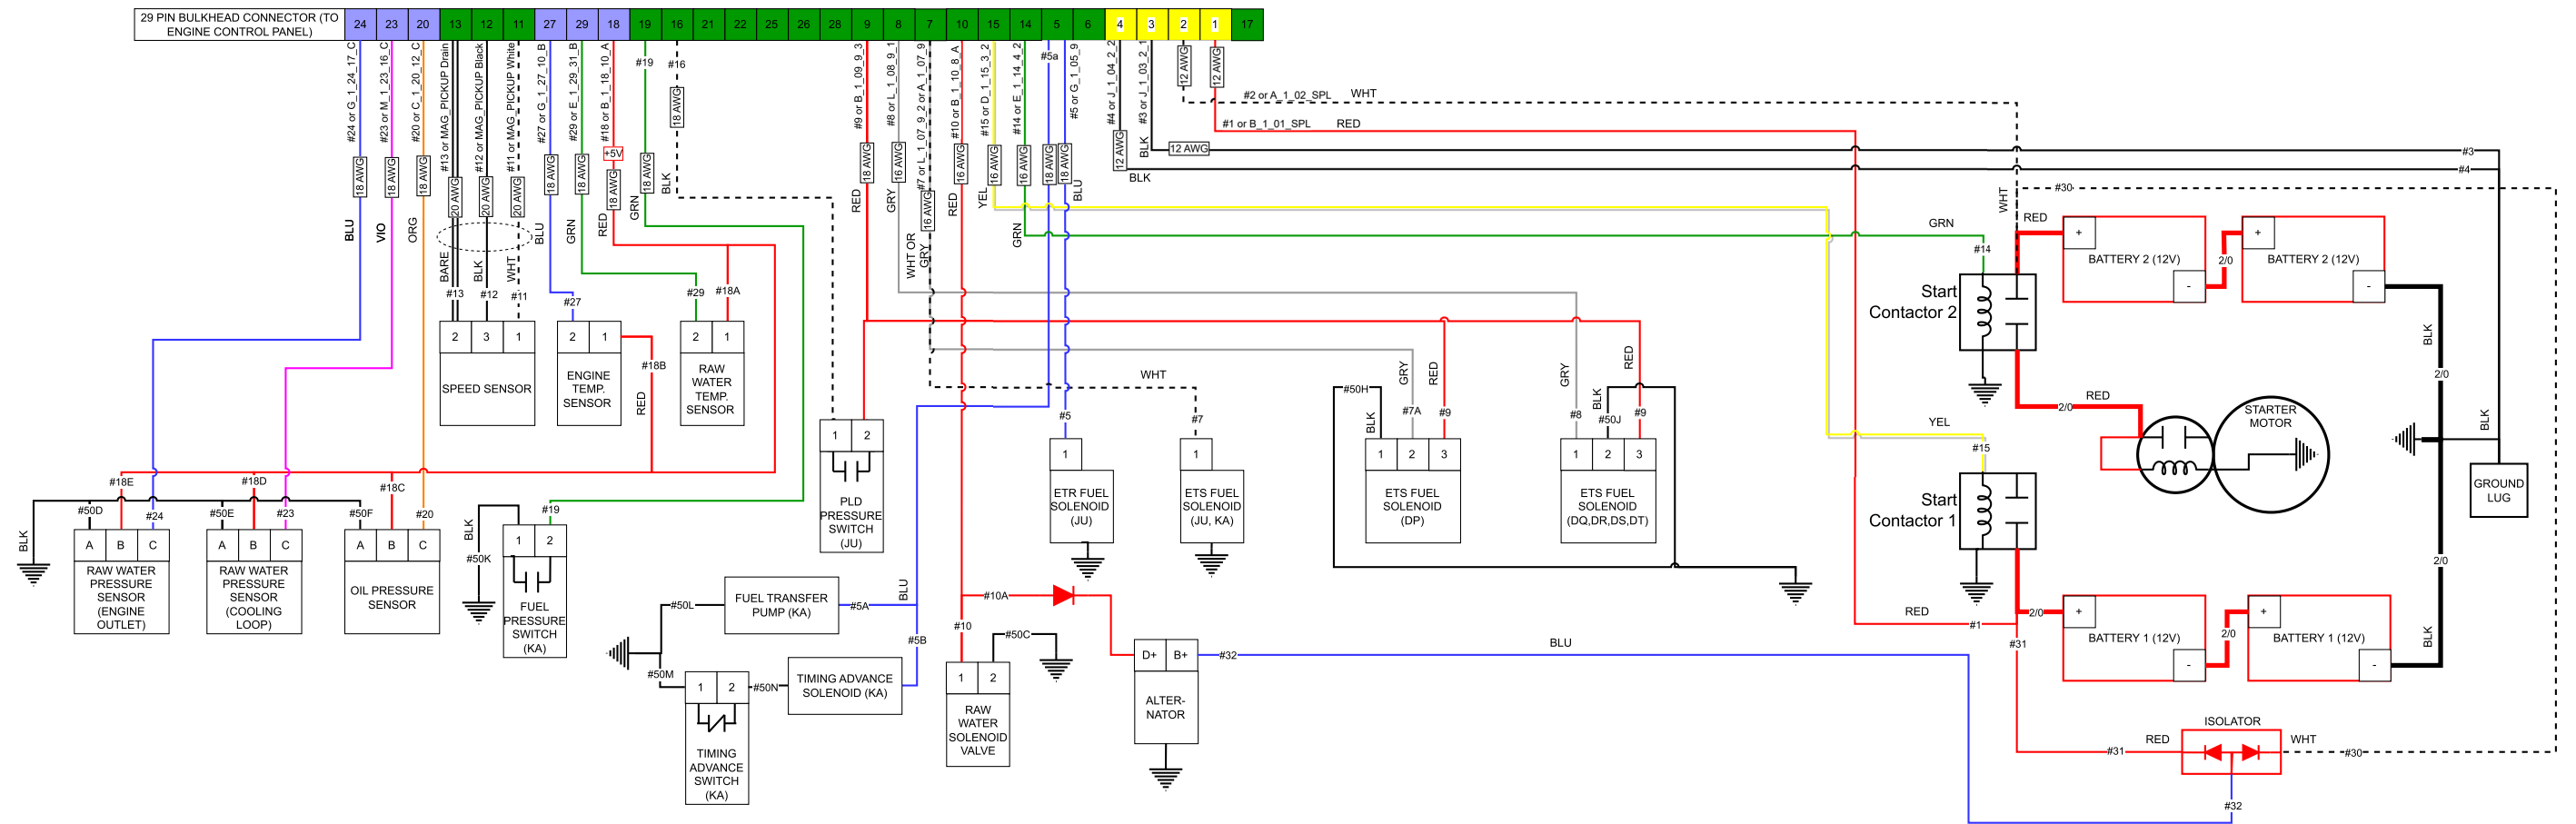 29 PIN BULKHEAD CONNECTOR (TO
ENGINE CONTROL PANEL)
24 23 20 13 12 11 27 29 18 19 16 21 22 25 26 28 9 8 7 10 15 14 5 6 4 3 2 1 17
#24 or G_1_24_17_C
#23 or M_1_23_16_C
#20 or C_1_20_12_C
#13 or MAG_PICKUP Drain
#12 or MAG_PICKUP Black
#11 or MAG_PICKUP White
#27 or G_1_27_10_B
#29 or E_1_29_31_B
#18 or B_1_18_10_A
#19
#16
#9 or B_1_09_9_3
#8 or L_1_08_9_1
#7 or L_1_07_9_2 or A_1_07_9
#10 or B_1_10_8_A
#15 or D_1_15_3_2
#14 or E_1_14_4_2
#5a
#5 or G_1_05_9
#4 or J_1_04_2_2
#3 or J_1_03_2_1
12 AWG
12 AWG
#2 or A_1_02_SPL
WHT
#1 or B_1_01_SPL
RED
18 AWG
18 AWG
18 AWG
20 AWG
20 AWG
20 AWG
18 AWG
18 AWG
+5V
18 AWG
18 AWG
18 AWG
18 AWG
16 AWG
16 AWG
16 AWG
16 AWG
16 AWG
18 AWG
18 AWG
12 AWG
BLK
12 AWG
BLK
#3
#4
#30
BLU
VIO
ORG
BARE
BLK
WHT
BLU
GRN
RED
GRN
BLK
RED
GRY
WHT OR
GRY
RED
YEL
GRN
BLU
WHT
RED
GRN
#14
#13
#12
#11
#27
#29
#18A
#18B
RED
2 3 1
SPEED SENSOR
2 1
ENGINE
TEMP.
SENSOR
2 1
RAW
WATER
TEMP.
SENSOR
Start
Contactor 2
+
BATTERY 2 (12V)
-
2/0
+
BATTERY 2 (12V)
-
BLK
2/0
RED
2/0
STARTER
MOTOR
BLK
GROUND
LUG
WHT
#5
#7
#50H
BLK
GRY
#7A
RED
#9
GRY
#8
BLK
#50J
RED
#9
YEL
#15
1 2
PLD
PRESSURE
SWITCH
(JU)
1
ETR FUEL
SOLENOID
(JU)
1
ETS FUEL
SOLENOID
(JU, KA)
1 2 3
ETS FUEL
SOLENOID
(DP)
1 2 3
ETS FUEL
SOLENOID
(DQ,DR,DS,DT)
Start
Contactor 1
#18E
#18D
#18C
#50D
#24
#50E
#23
#50F
#20
BLK
A B C
RAW WATER
PRESSURE
SENSOR
(ENGINE
OUTLET)
A B C
RAW WATER
PRESSURE
SENSOR
(COOLING
LOOP)
A B C
OIL PRESSURE
SENSOR
BLK
#50K
#19
1 2
FUEL
PRESSURE
SWITCH
(KA)
#50L
FUEL TRANSFER
PUMP (KA)
#5A
BLU
#5B
#50M
1 2
#50N
TIMING ADVANCE
SOLENOID (KA)
TIMING
ADVANCE
SWITCH
(KA)
#10A
#10
#50C
1 2
RAW
WATER
SOLENOID
VALVE
D+ B+
#32
ALTER-
NATOR
BLU
RED
#1
2/0
+
BATTERY 1 (12V)
-
2/0
+
BATTERY 1 (12V)
-
BLK
2/0
#31
#31
RED
ISOLATOR
WHT
#30
#32